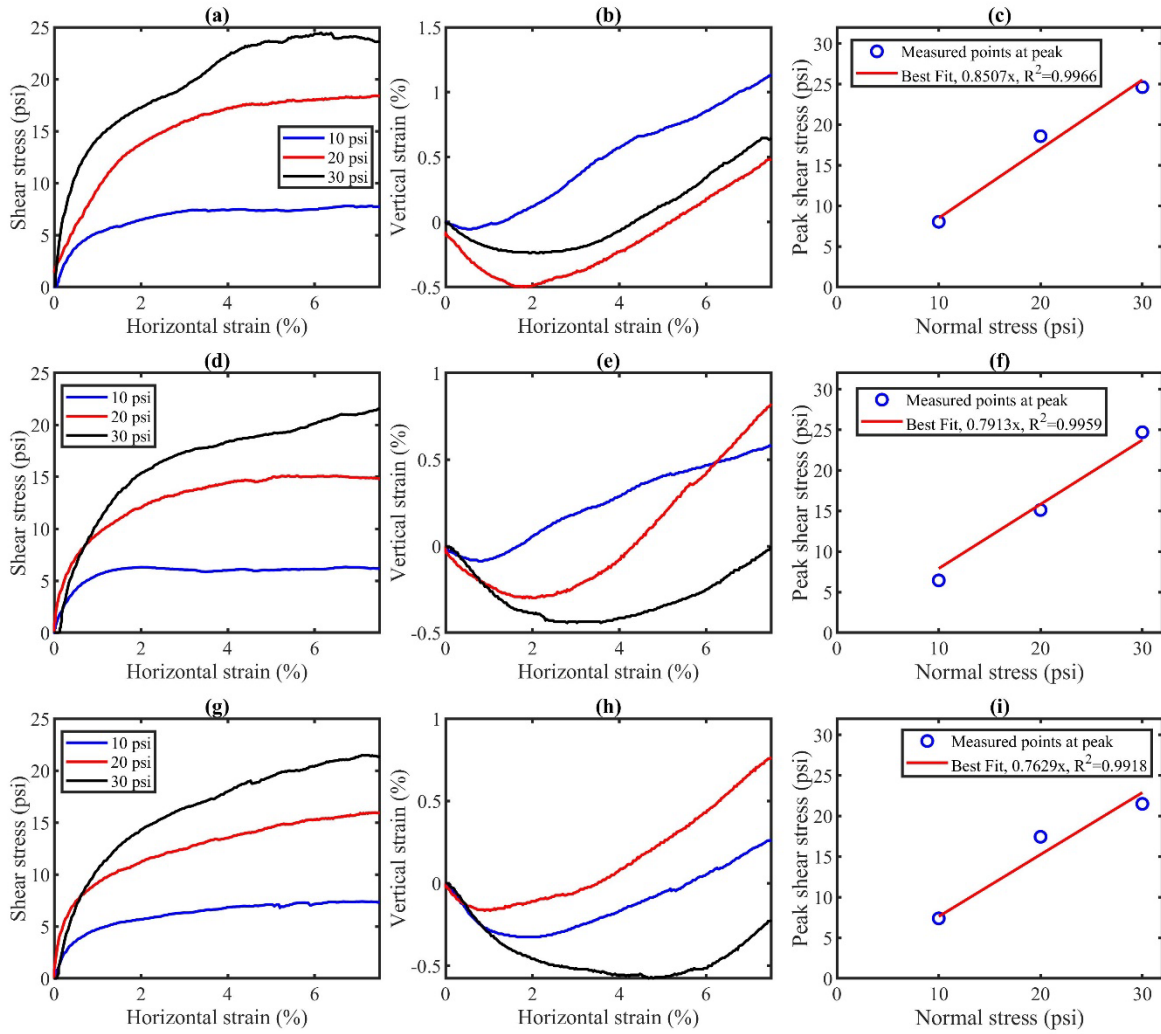 (a)
25
20
15
10
5
0
Shear stress (psi)
10 psi
20 psi
30 psi
0 2 4 6
Horizontal strain (%)
(b)
1.5
1
0.5
0
-0.5
Vertical strain (%)
0 2 4 6
Horizontal strain (%)
(c)
30
25
20
15
10
5
0
Peak shear stress (psi)
Measured points at peak
Best Fit, 0.8507x, R²=0.9966
0 10 20 30
Normal stress (psi)
(d)
25
20
15
10
5
0
Shear stress (psi)
10 psi
20 psi
30 psi
0 2 4 6
Horizontal strain (%)
(e)
1
0.5
0
-0.5
Vertical strain (%)
0 2 4 6
Horizontal strain (%)
(f)
30
25
20
15
10
5
0
Peak shear stress (psi)
Measured points at peak
Best Fit, 0.7913x, R²=0.9959
0 10 20 30
Normal stress (psi)
(g)
25
20
15
10
5
0
Shear stress (psi)
10 psi
20 psi
30 psi
0 2 4 6
Horizontal strain (%)
(h)
1
0.5
0
-0.5
Vertical strain (%)
0 2 4 6
Horizontal strain (%)
(i)
30
25
20
15
10
5
0
Peak shear stress (psi)
Measured points at peak
Best Fit, 0.7629x, R²=0.9918
0 10 20 30
Normal stress (psi)